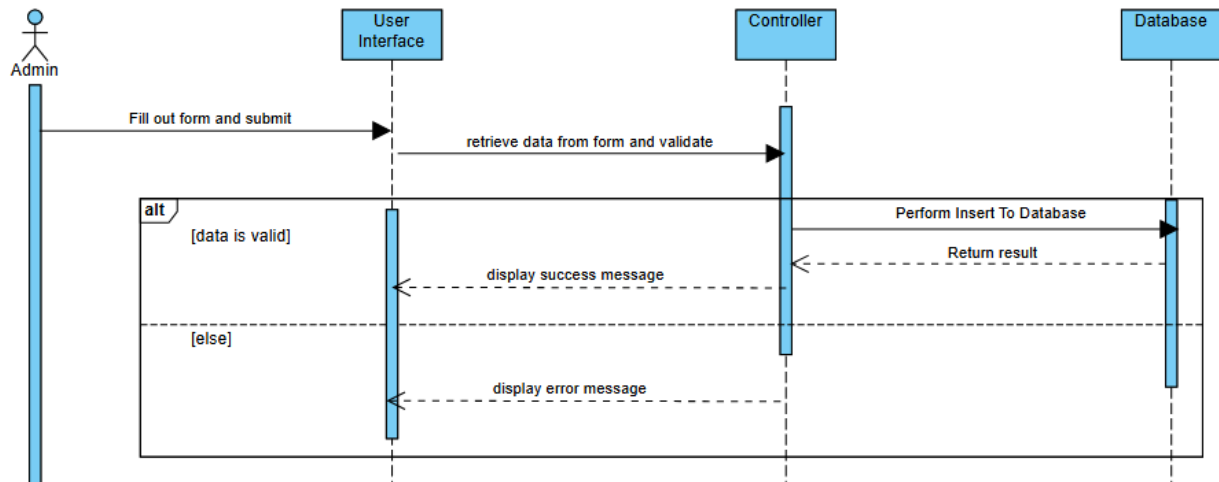 User
Interface
Controller
Database
Admin
Fill out form and submit
retrieve data from form and validate
alt
Perform Insert To Database
[data is valid]
Return result
display success message
[else]
display error message